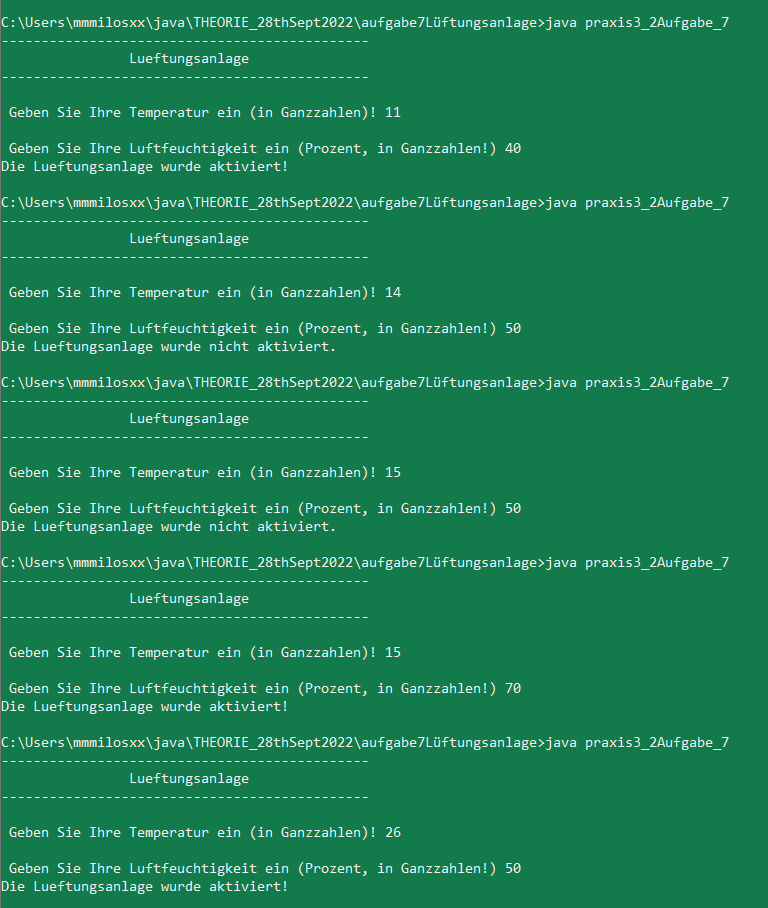 C:\Users\mmmilosxx\java\THEORIE_28thSept2022\aufgabe7Lüftungsanlage>java praxis3_2Aufgabe_7
----------------------------------------------
Lueftungsanlage
----------------------------------------------
Geben Sie Ihre Temperatur ein (in Ganzzahlen)! 11
Geben Sie Ihre Luftfeuchtigkeit ein (Prozent, in Ganzzahlen!) 40
Die Lueftungsanlage wurde aktiviert!
C:\Users\mmmilosxx\java\THEORIE_28thSept2022\aufgabe7Lüftungsanlage>java praxis3_2Aufgabe_7
----------------------------------------------
Lueftungsanlage
----------------------------------------------
Geben Sie Ihre Temperatur ein (in Ganzzahlen)! 14
Geben Sie Ihre Luftfeuchtigkeit ein (Prozent, in Ganzzahlen!) 50
Die Lueftungsanlage wurde nicht aktiviert.
C:\Users\mmmilosxx\java\THEORIE_28thSept2022\aufgabe7Lüftungsanlage>java praxis3_2Aufgabe_7
----------------------------------------------
Lueftungsanlage
----------------------------------------------
Geben Sie Ihre Temperatur ein (in Ganzzahlen)! 15
Geben Sie Ihre Luftfeuchtigkeit ein (Prozent, in Ganzzahlen!) 50
Die Lueftungsanlage wurde nicht aktiviert.
C:\Users\mmmilosxx\java\THEORIE_28thSept2022\aufgabe7Lüftungsanlage>java praxis3_2Aufgabe_7
----------------------------------------------
Lueftungsanlage
----------------------------------------------
Geben Sie Ihre Temperatur ein (in Ganzzahlen)! 15
Geben Sie Ihre Luftfeuchtigkeit ein (Prozent, in Ganzzahlen!) 70
Die Lueftungsanlage wurde aktiviert!
C:\Users\mmmilosxx\java\THEORIE_28thSept2022\aufgabe7Lüftungsanlage>java praxis3_2Aufgabe_7
----------------------------------------------
Lueftungsanlage
----------------------------------------------
Geben Sie Ihre Temperatur ein (in Ganzzahlen)! 26
Geben Sie Ihre Luftfeuchtigkeit ein (Prozent, in Ganzzahlen!) 50
Die Lueftungsanlage wurde aktiviert!